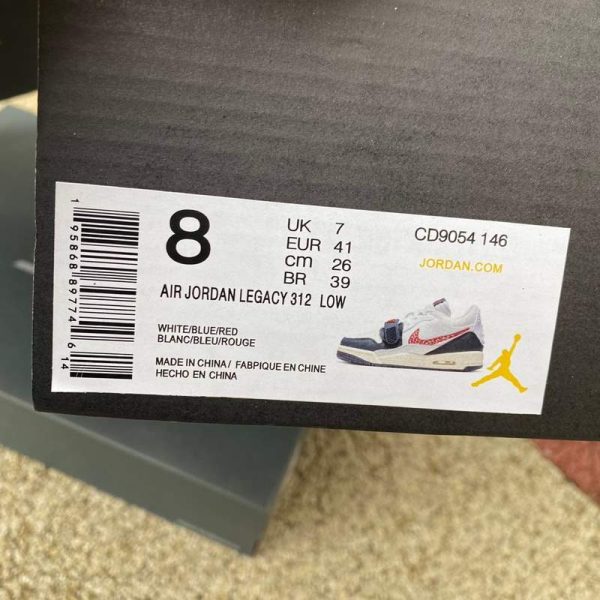 1 95868 89774 6 14
8
UK 7
EUR 41
cm 26
BR 39
CD9054 146
JORDAN.COM
AIR JORDAN LEGACY 312 LOW
WHITE/BLUE/RED
BLANC/BLEU/ROUGE
MADE IN CHINA / FABPIQUE EN CHINE
HECHO EN CHINA